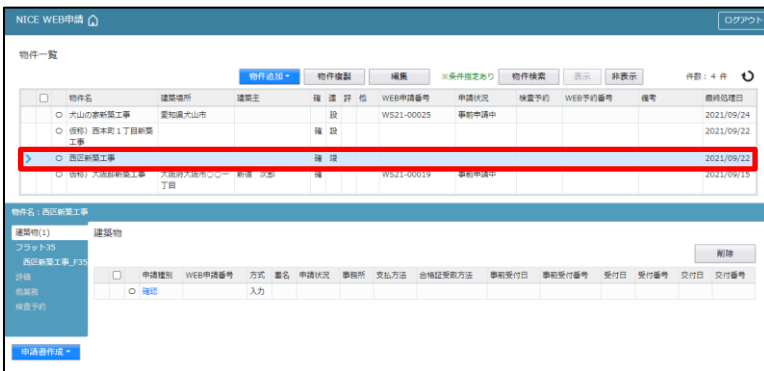 NICE WEB申請
ログアウト
物件一覧
物件追加 物件複製 編集 ※条件指定あり 物件検索 表示 非表示 件数：4 件
物件名 建築場所 建築主 確 適 評 他 WEB申請番号 申請状況 検査予約 WEB予約番号 備考 最終処理日
○ 犬山の家新築工事 愛知県犬山市 設 WS21-00025 事前申請中 2021/09/24
○ 仮称）西本町１丁目新築 確 設 2021/09/22
工事
○ 西区新築工事 確 設 2021/09/22
○ 仮称）大阪邸新築工事 大阪府大阪市○○一 新宿 次郎 確 WS21-00019 事前申請中 2021/09/15
丁目
物件名：西区新築工事
建築物(1) 建築物
フラット35
西区新築工事_F35
削除
評価
申請種別 WEB申請番号 方式 署名 申請状況 事務所 支払方法 合格証受取方法 事前受付日 事前受付番号 受付日 受付番号 交付日 交付番号
他業務
○ 確認 入力
検査予約
申請書作成